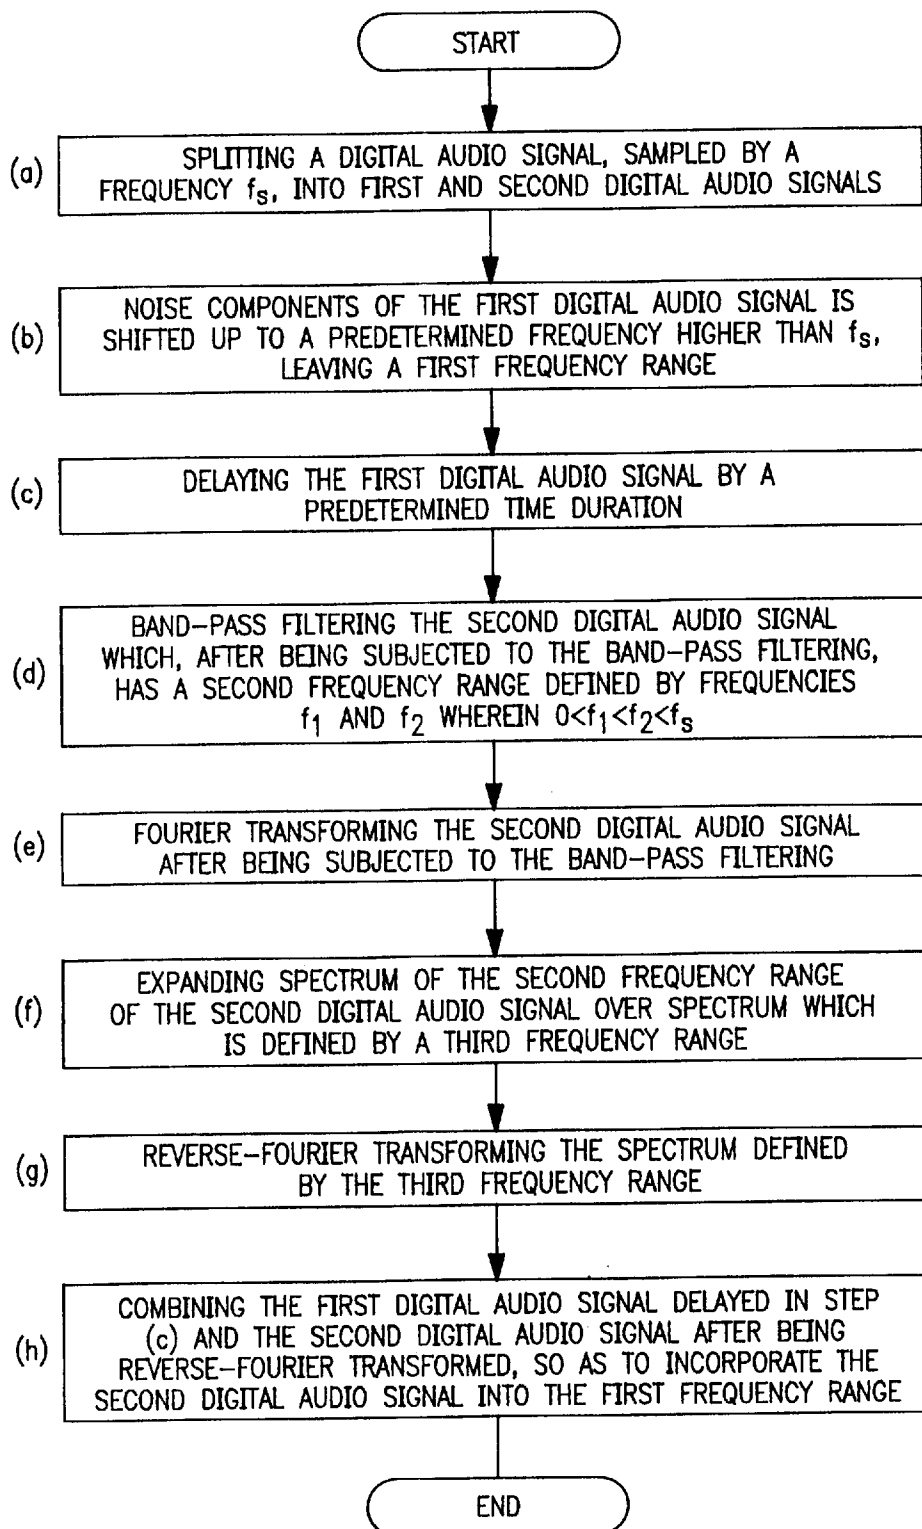 START
(a)
SPLITTING A DIGITAL AUDIO SIGNAL, SAMPLED BY A
FREQUENCY fs, INTO FIRST AND SECOND DIGITAL AUDIO SIGNALS
(b)
NOISE COMPONENTS OF THE FIRST DIGITAL AUDIO SIGNAL IS
SHIFTED UP TO A PREDETERMINED FREQUENCY HIGHER THAN fs,
LEAVING A FIRST FREQUENCY RANGE
(c)
DELAYING THE FIRST DIGITAL AUDIO SIGNAL BY A
PREDETERMINED TIME DURATION
(d)
BAND-PASS FILTERING THE SECOND DIGITAL AUDIO SIGNAL
WHICH, AFTER BEING SUBJECTED TO THE BAND-PASS FILTERING,
HAS A SECOND FREQUENCY RANGE DEFINED BY FREQUENCIES
f1 AND f2 WHEREIN 0<f1<f2<fs
(e)
FOURIER TRANSFORMING THE SECOND DIGITAL AUDIO SIGNAL
AFTER BEING SUBJECTED TO THE BAND-PASS FILTERING
(f)
EXPANDING SPECTRUM OF THE SECOND FREQUENCY RANGE
OF THE SECOND DIGITAL AUDIO SIGNAL OVER SPECTRUM WHICH
IS DEFINED BY A THIRD FREQUENCY RANGE
(g)
REVERSE-FOURIER TRANSFORMING THE SPECTRUM DEFINED
BY THE THIRD FREQUENCY RANGE
(h)
COMBINING THE FIRST DIGITAL AUDIO SIGNAL DELAYED IN STEP
(c) AND THE SECOND DIGITAL AUDIO SIGNAL AFTER BEING
REVERSE-FOURIER TRANSFORMED, SO AS TO INCORPORATE THE
SECOND DIGITAL AUDIO SIGNAL INTO THE FIRST FREQUENCY RANGE
END